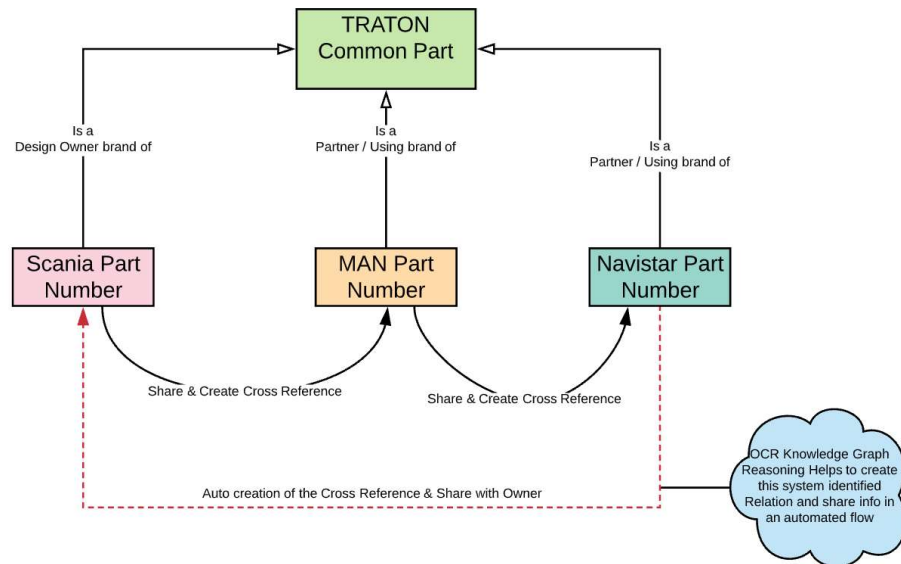 TRATON
Common Part
Is a
Design Owner brand of
Is a
Partner / Using brand of
Is a
Partner / Using brand of
Scania Part
Number
MAN Part
Number
Navistar Part
Number
Share & Create Cross Reference
Share & Create Cross Reference
Auto creation of the Cross Reference & Share with Owner
OCR Knowledge Graph
Reasoning Helps to create
this system identified
Relation and share info in
an automated flow